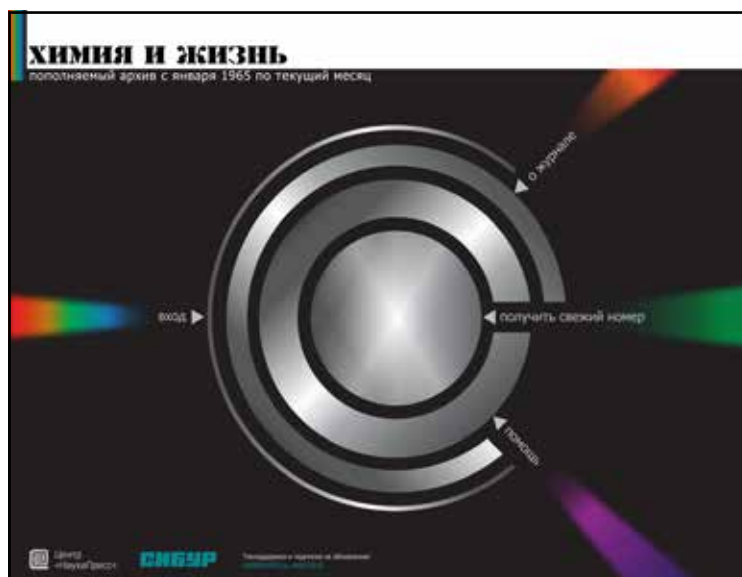 ХИМИЯ И ЖИЗНЬ
пополняемый архив с января 1965 по текущий месяц
о журнале
вход
получить свежий номер
помощь
Центр
«НаукаПресс»
СИБУР